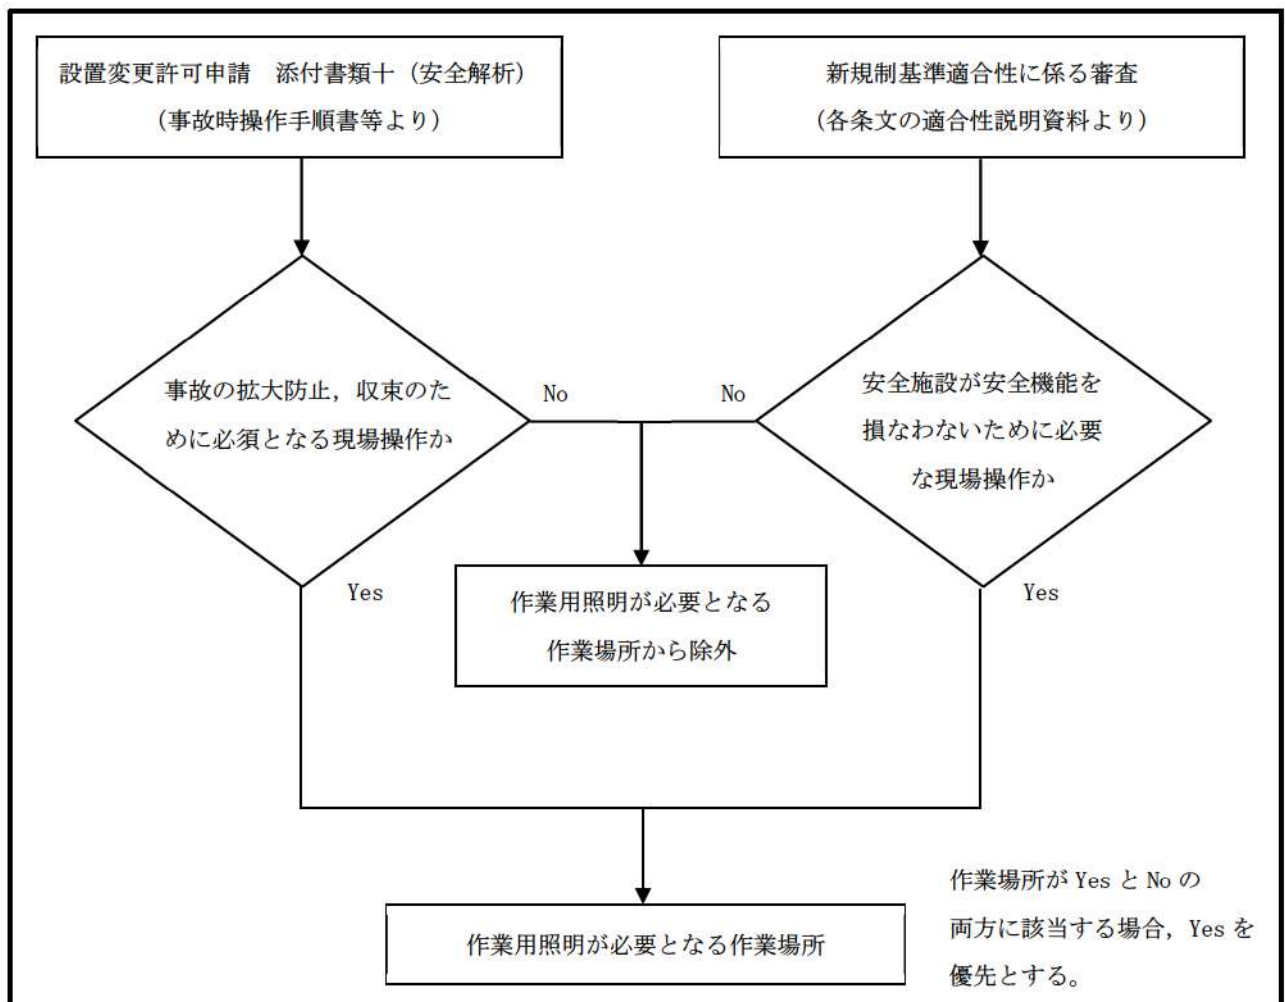 設置変更許可申請　添付書類十（安全解析）
（事故時操作手順書等より）
新規制基準適合性に係る審査
（各条文の適合性説明資料より）
事故の拡大防止，収束のた
めに必須となる現場操作か
No
No
安全施設が安全機能を
損なわないために必要
な現場操作か
Yes
Yes
作業用照明が必要となる
作業場所から除外
作業用照明が必要となる作業場所
作業場所が Yes と No の
両方に該当する場合，Yes を
優先とする。